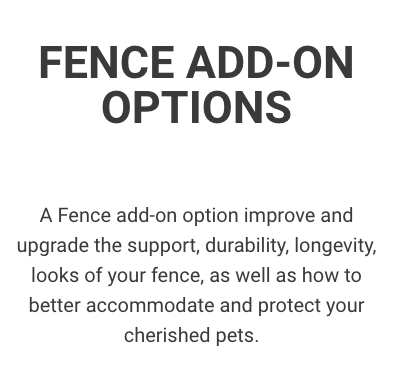 FENCE ADD-ON
OPTIONS
A Fence add-on option improve and
upgrade the support, durability, longevity,
looks of your fence, as well as how to
better accommodate and protect your
cherished pets.